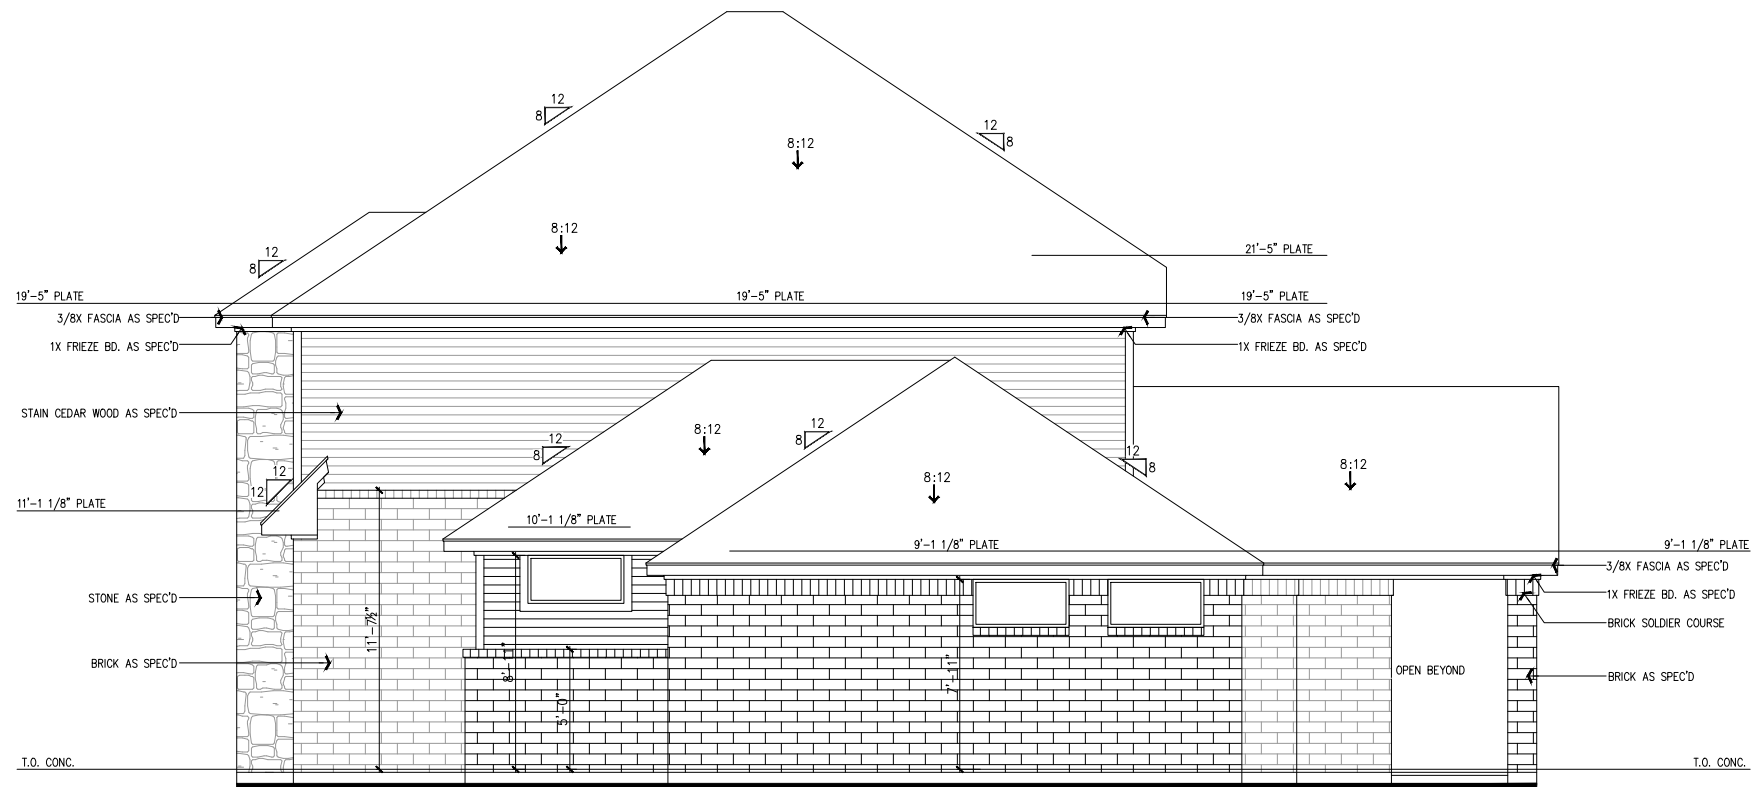 12
8
12
8
8:12
8:12
12
8
21'-5" PLATE
19'-5" PLATE
19'-5" PLATE
19'-5" PLATE
3/8X FASCIA AS SPEC'D
3/8X FASCIA AS SPEC'D
1X FRIEZE BD. AS SPEC'D
1X FRIEZE BD. AS SPEC'D
STAIN CEDAR WOOD AS SPEC'D
12
8
8:12
12
8
12
8
8:12
8:12
12
12
11'-1 1/8" PLATE
10'-1 1/8" PLATE
9'-1 1/8" PLATE
9'-1 1/8" PLATE
3/8X FASCIA AS SPEC'D
1X FRIEZE BD. AS SPEC'D
STONE AS SPEC'D
BRICK SOLDIER COURSE
11'-7½"
8'-11"
5'-0"
7'-11"
BRICK AS SPEC'D
OPEN BEYOND
BRICK AS SPEC'D
T.O. CONC.
T.O. CONC.